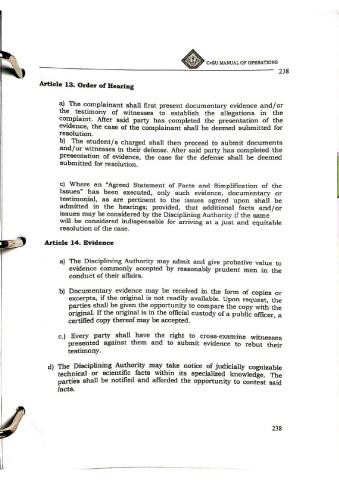 CvSU MANUAL OF OPERATIONS
238
Article 13. Order of Hearing
a) The complainant shall first present documentary evidence and/or
the testimony of witnesses to establish the allegations in the
complaint. After said party has completed the presentation of the
evidence, the case of the complainant shall be deemed submitted for
resolution.
b) The student/s charged shall then proceed to submit documents
and/or witnesses in their defense. After said party has completed the
presentation of evidence, the case for the defense shall be deemed
submitted for resolution.
c) Where an "Agreed Statement of Facts and Simplification of the
Issues" has been executed, only such evidence, documentary or
testimonial, as are pertinent to the issues agreed upon shall be
admitted in the hearings; provided, that additional facts and/or
issues may be considered by the Disciplining Authority if the same
will be considered indispensable for arriving at a just and equitable
resolution of the case.
Article 14. Evidence
a) The Disciplining Authority may admit and give probative value to
evidence commonly accepted by reasonably prudent men in the
conduct of their affairs.
b) Documentary evidence may be received in the form of copies or
excerpts, if the original is not readily available. Upon request, the
parties shall be given the opportunity to compare the copy with the
original. If the original is in the official custody of a public officer, a
certified copy thereof may be accepted.
c.) Every party shall have the right to cross-examine witnesses
presented against them and to submit evidence to rebut their
testimony.
d) The Disciplining Authority may take notice of judicially cognizable
technical or scientific facts within its specialized knowledge. The
parties shall be notified and afforded the opportunity to contest said
facts.
238